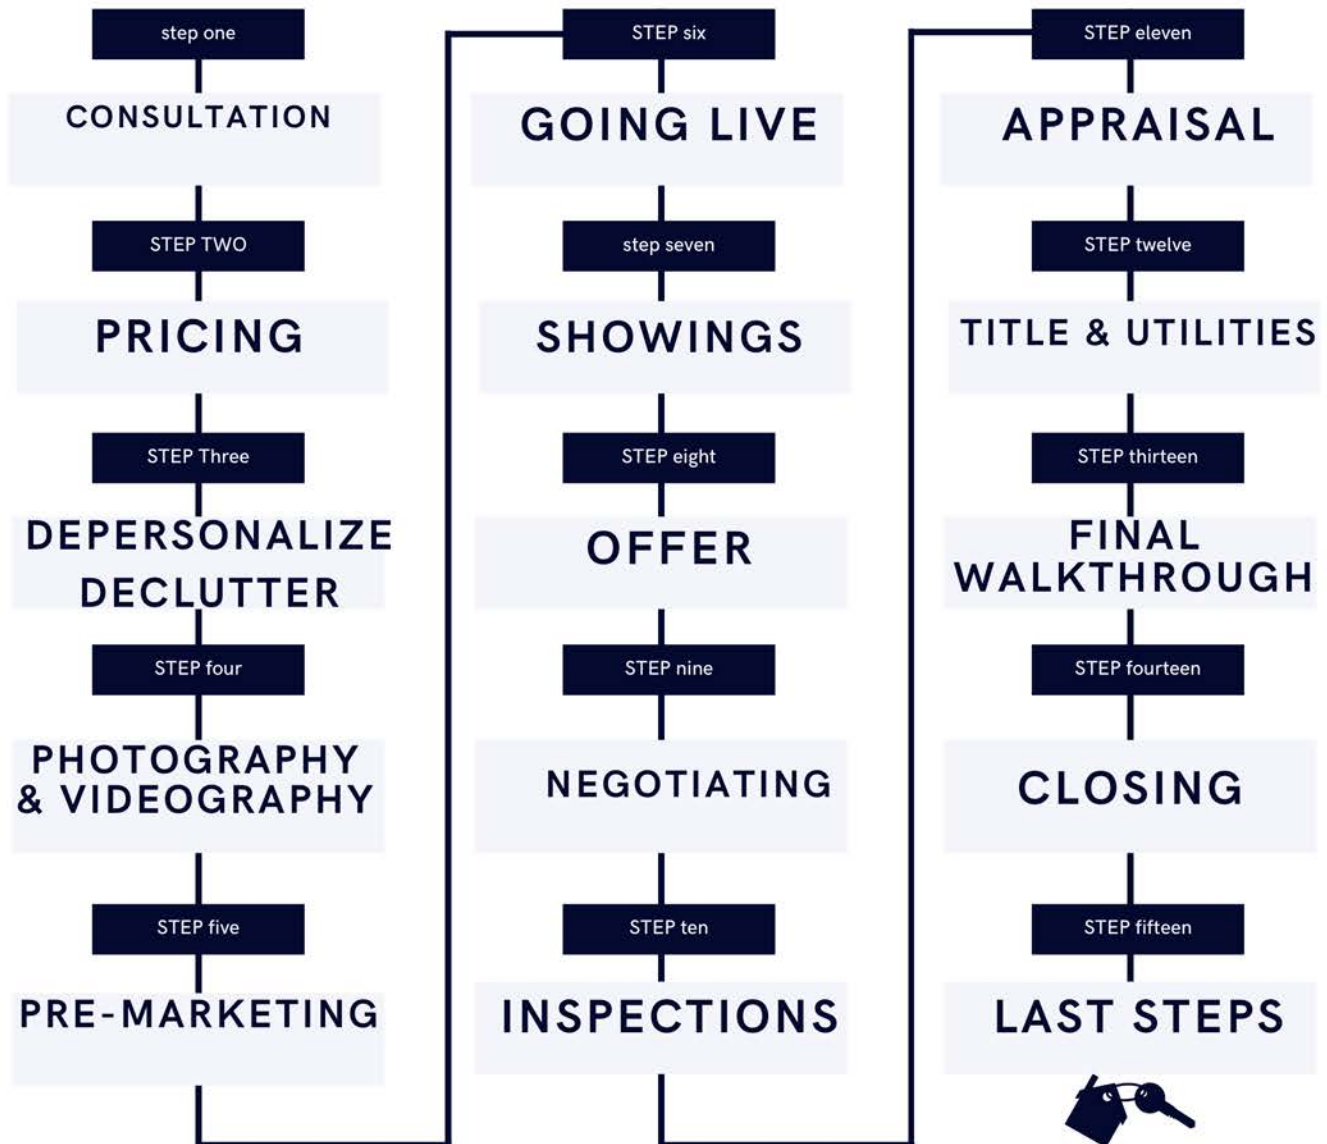 step one
CONSULTATION
STEP TWO
PRICING
STEP Three
DEPERSONALIZE
DECLUTTER
STEP four
PHOTOGRAPHY
& VIDEOGRAPHY
STEP five
PRE-MARKETING
STEP six
GOING LIVE
step seven
SHOWINGS
STEP eight
OFFER
STEP nine
NEGOTIATING
STEP ten
INSPECTIONS
STEP eleven
APPRAISAL
STEP twelve
TITLE & UTILITIES
STEP thirteen
FINAL
WALKTHROUGH
STEP fourteen
CLOSING
STEP fifteen
LAST STEPS